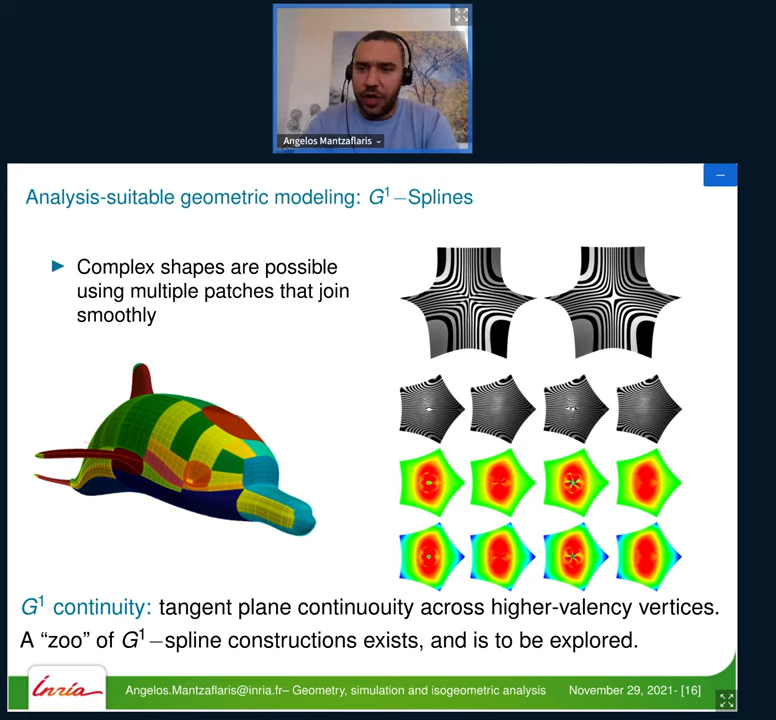 Angelos Mantzaflaris
Analysis-suitable geometric modeling: G¹–Splines
Complex shapes are possible
using multiple patches that join
smoothly
G¹ continuity: tangent plane continuouity across higher-valency vertices.
A “zoo” of G¹–spline constructions exists, and is to be explored.
Inria
Angelos.Mantzaflaris@inria.fr– Geometry, simulation and isogeometric analysis November 29, 2021- [16]